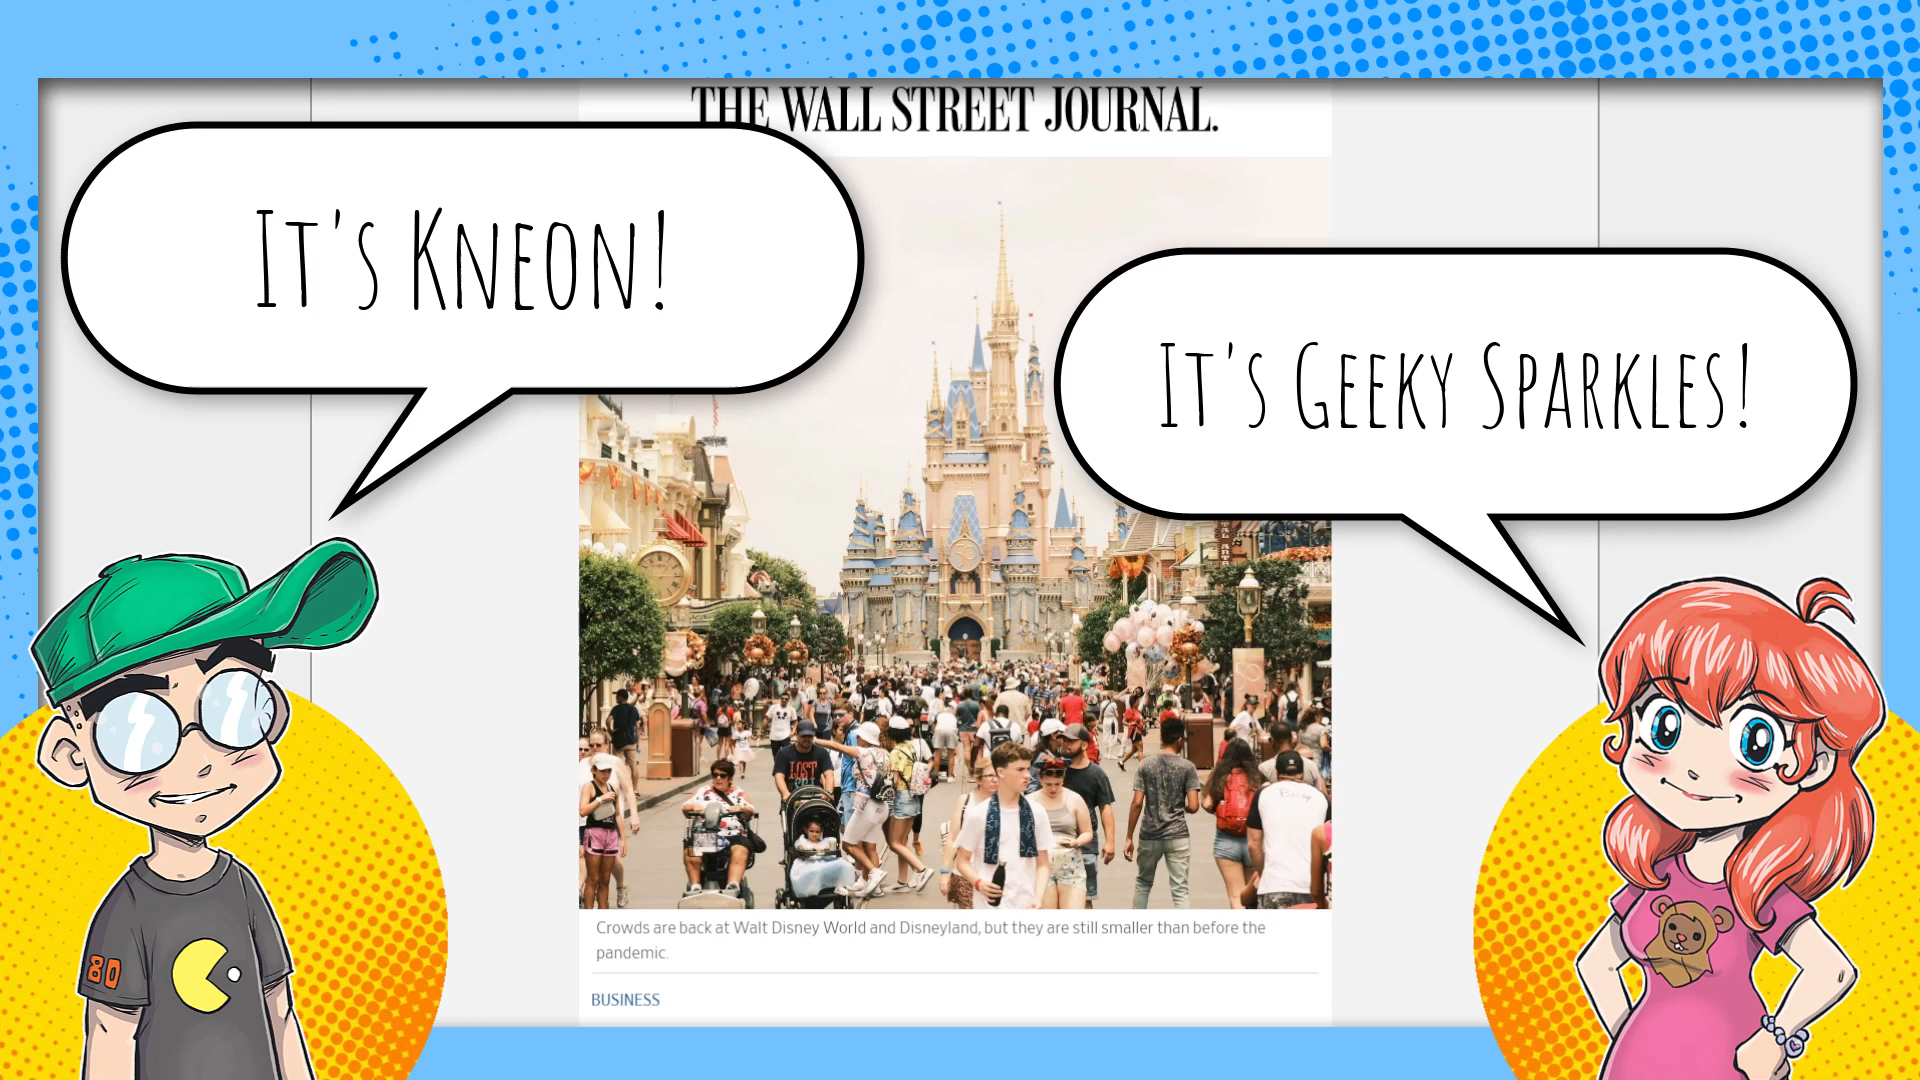 THE WALL STREET JOURNAL.
It's Kneon!
It's Geeky Sparkles!
LOST
80
Crowds are back at Walt Disney World and Disneyland, but they are still smaller than before the
pandemic.
BUSINESS